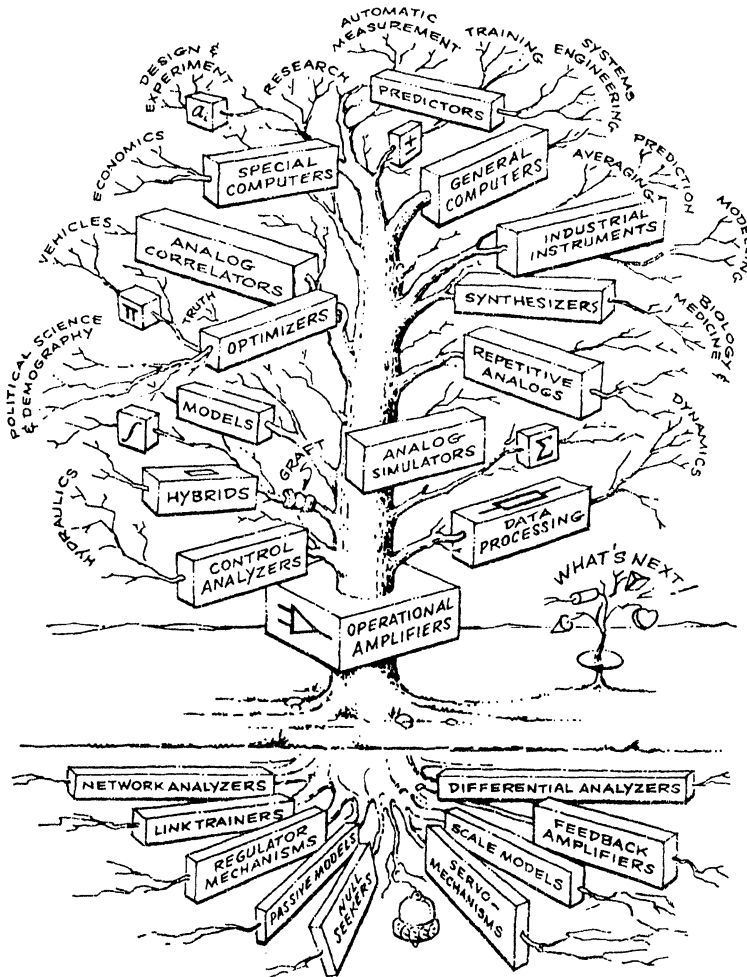 AUTOMATIC
MEASUREMENT
TRAINING
SYSTEMS
ENGINEERING
DESIGN &
EXPERIMENT
RESEARCH
PREDICTORS
aᵢ
±
ECONOMICS
SPECIAL
COMPUTERS
GENERAL
COMPUTERS
AVERAGING
PREDICTION
VEHICLES
ANALOG
CORRELATORS
INDUSTRIAL
INSTRUMENTS
π
TRUTH
OPTIMIZERS
SYNTHESIZERS
BIOLOGY
MEDICINE &
POLITICAL SCIENCE
& DEMOGRAPHY
REPETITIVE
ANALOGS
MODELS
DYNAMICS
∫
GRAFT
ANALOG
SIMULATORS
Σ
HYBRIDS
DATA
PROCESSING
HYDRAULICS
CONTROL
ANALYZERS
WHAT'S NEXT!
OPERATIONAL
AMPLIFIERS
NETWORK ANALYZERS
DIFFERENTIAL ANALYZERS
LINK TRAINERS
FEEDBACK
AMPLIFIERS
REGULATOR
MECHANISMS
SCALE MODELS
PASSIVE MODELS
NULL
SEEKERS
SERVO-
MECHANISMS